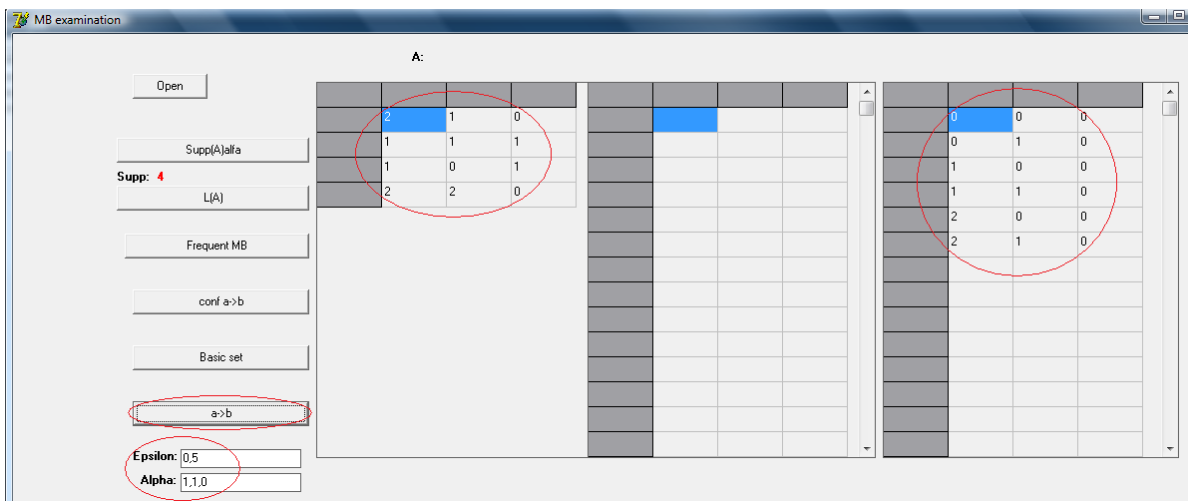 MB examination
A:
Open
Supp(A)alfa
Supp: 4
L(A)
Frequent MB
conf a->b
Basic set
a->b
Epsilon: 0,5
Alpha: 1,1,0
2 1 0
1 1 1
1 0 1
2 2 0
0 0 0
0 1 0
1 0 0
1 1 0
2 0 0
2 1 0